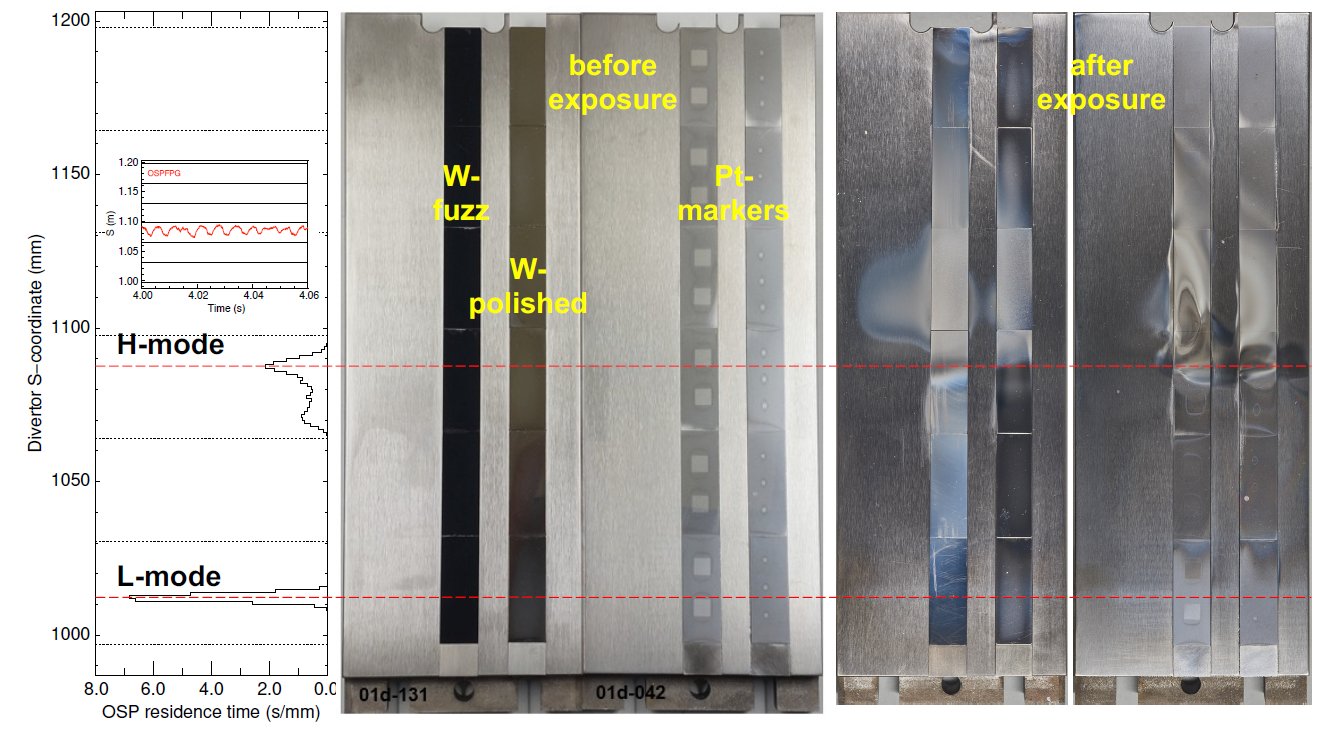 1200
1150
1100
1050
1000
Divertor S−coordinate (mm)
8.0 6.0 4.0 2.0 0.0
OSP residence time (s/mm)
1.20
1.15
1.10
1.05
1.00
S (m)
OSPFPG
4.00 4.02 4.04 4.06
Time (s)
H-mode
L-mode
before
exposure
W-
fuzz
W-
polished
Pt-
markers
01d-131
01d-042
after
exposure